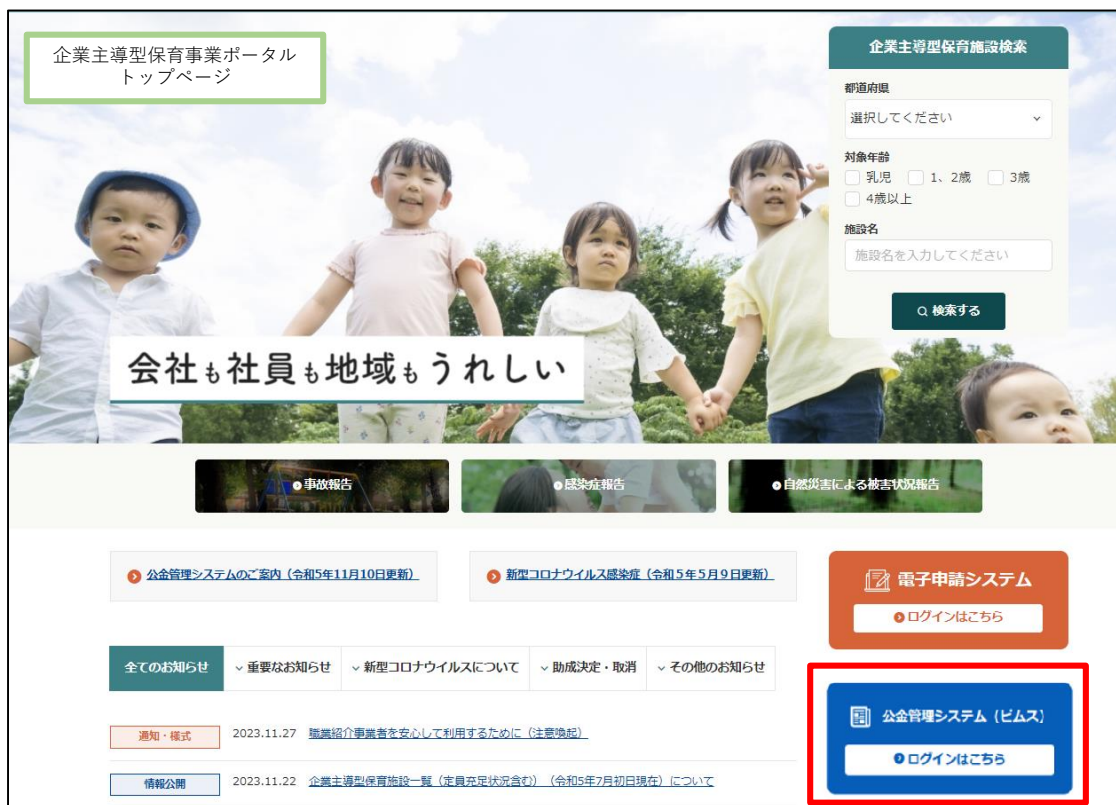 企業主導型保育事業ポータル
トップページ
企業主導型保育施設検索
都道府県
選択してください
対象年齢
乳児 1、2歳 3歳
4歳以上
施設名
施設名を入力してください
検索する
会社も社員も地域もうれしい
事故報告 感染症報告 自然災害による被害状況報告
公金管理システムのご案内（令和5年11月10日更新） 新型コロナウイルス感染症（令和5年5月9日更新）
電子申請システム
ログインはこちら
全てのお知らせ 重要なお知らせ 新型コロナウイルスについて 助成決定・取消 その他のお知らせ
公金管理システム（ビムス）
ログインはこちら
通知・様式 2023.11.27 職業紹介事業者を安心して利用するために（注意喚起）
情報公開 2023.11.22 企業主導型保育施設一覧（定員充足状況含む）（令和5年7月初日現在）について